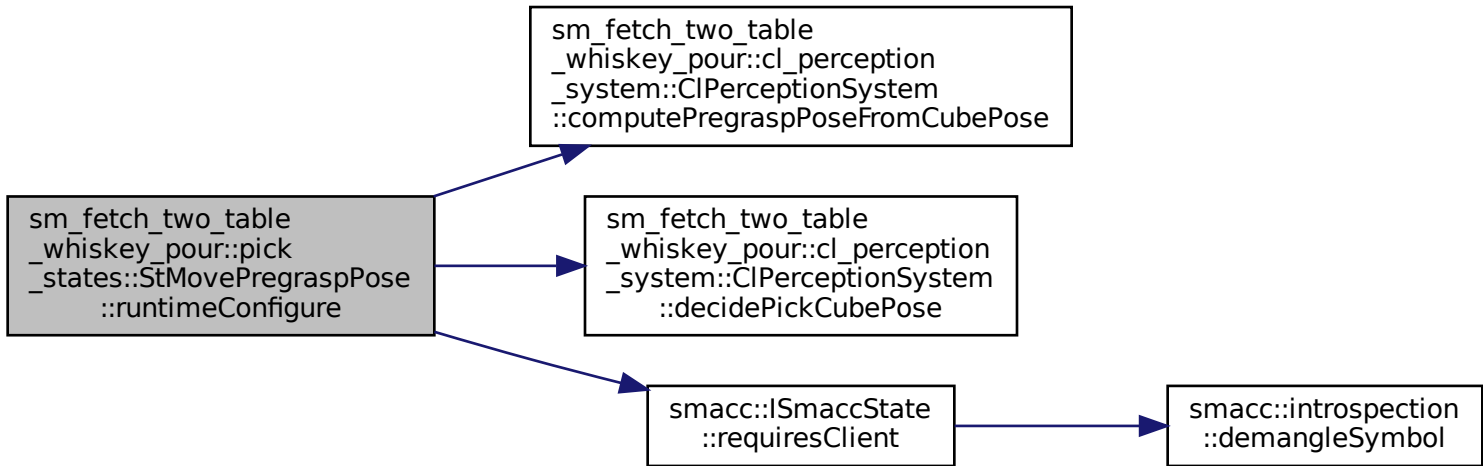 sm_fetch_two_table
_whiskey_pour::cl_perception
_system::ClPerceptionSystem
::computePregraspPoseFromCubePose
sm_fetch_two_table
_whiskey_pour::pick
_states::StMovePregraspPose
::runtimeConfigure
sm_fetch_two_table
_whiskey_pour::cl_perception
_system::ClPerceptionSystem
::decidePickCubePose
smacc::ISmaccState
::requiresClient
smacc::introspection
::demangleSymbol